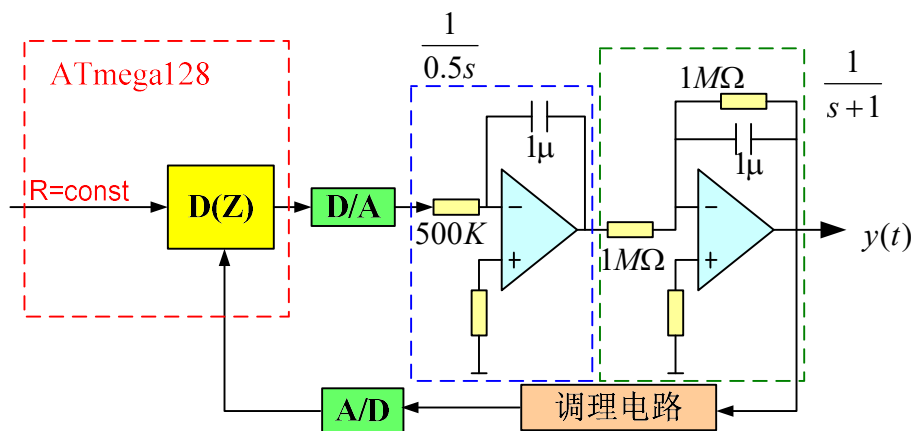 ATmega128
R=const
D(Z)
D/A
1
0.5s
1μ
500K
−
+
1MΩ
1μ
1MΩ
−
+
1
s+1
y(t)
A/D
调理电路